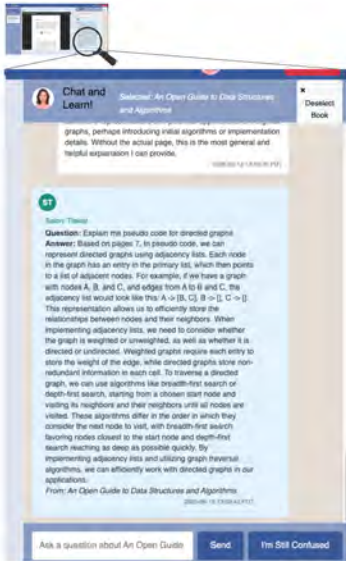 Chat and
Learn!
Selected: An Open Guide to Data Structures
and Algorithms
×
Deselect
Book
graphs, perhaps introducing initial algorithms or implementation
details. Without the actual page, this is the most general and
helpful explanation I can provide.
ST
Question: Explain me pseudo code for directed graphs
Answer: Based on pages 7, In pseudo code, we can
represent directed graphs using adjacency lists. Each node
in the graph has an entry in the primary list, which then points
to a list of adjacent nodes. For example, if we have a graph
with nodes A, B, and C, and edges from A to B and C, the
adjacency list would look like this: A -> [B, C], B -> [], C -> []
This representation allows us to efficiently store the
relationships between nodes and their neighbors. When
implementing adjacency lists, we need to consider whether
the graph is weighted or unweighted, as well as whether it is
directed or undirected. Weighted graphs require each entry to
store the weight of the edge, while directed graphs store non-
redundant information in each cell. To traverse a directed
graph, we can use algorithms like breadth-first search or
depth-first search, starting from a chosen start node and
visiting its neighbors and their neighbors until all nodes are
visited. These algorithms differ in the order in which they
consider the next node to visit, with breadth-first search
favoring nodes closest to the start node and depth-first
search reaching as deep as possible quickly. By
implementing adjacency lists and utilizing graph traversal
algorithms, we can efficiently work with directed graphs in our
applications.
From: An Open Guide to Data Structures and Algorithms
Ask a question about An Open Guide
Send
I'm Still Confused